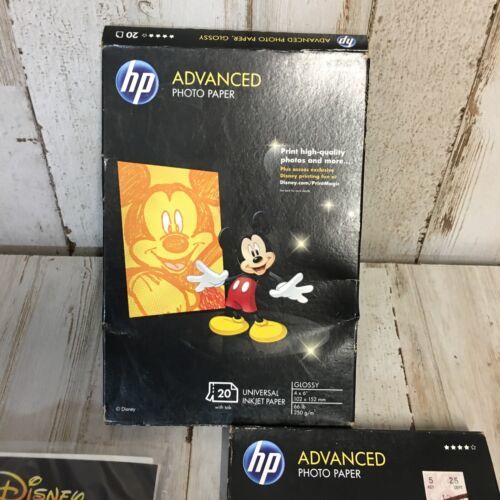 ADVANCED PHOTO PAPER, GLOSSY
20
hp
hp
ADVANCED
PHOTO PAPER
Print high-quality
photos and more...
Plus access exclusive
Disney printing fun at
Disney.com/PrintMagic
20
with tab
UNIVERSAL
INKJET PAPER
GLOSSY
4 x 6"
102 x 152 mm
66 lb
250 g/m
© Disney
DISNEY
hp
ADVANCED
PHOTO PAPER
5
25
SEPT